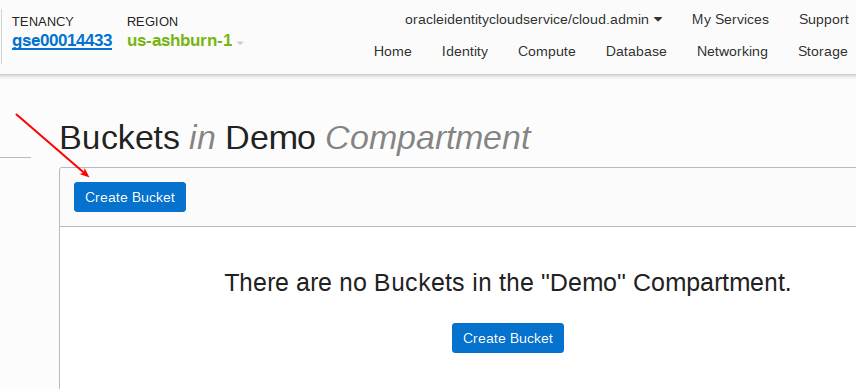 TENANCY REGION oracleidentitycloudservice/cloud.admin My Services Support
gse00014433 us-ashburn-1
Home Identity Compute Database Networking Storage
Buckets in Demo Compartment
Create Bucket
There are no Buckets in the "Demo" Compartment.
Create Bucket